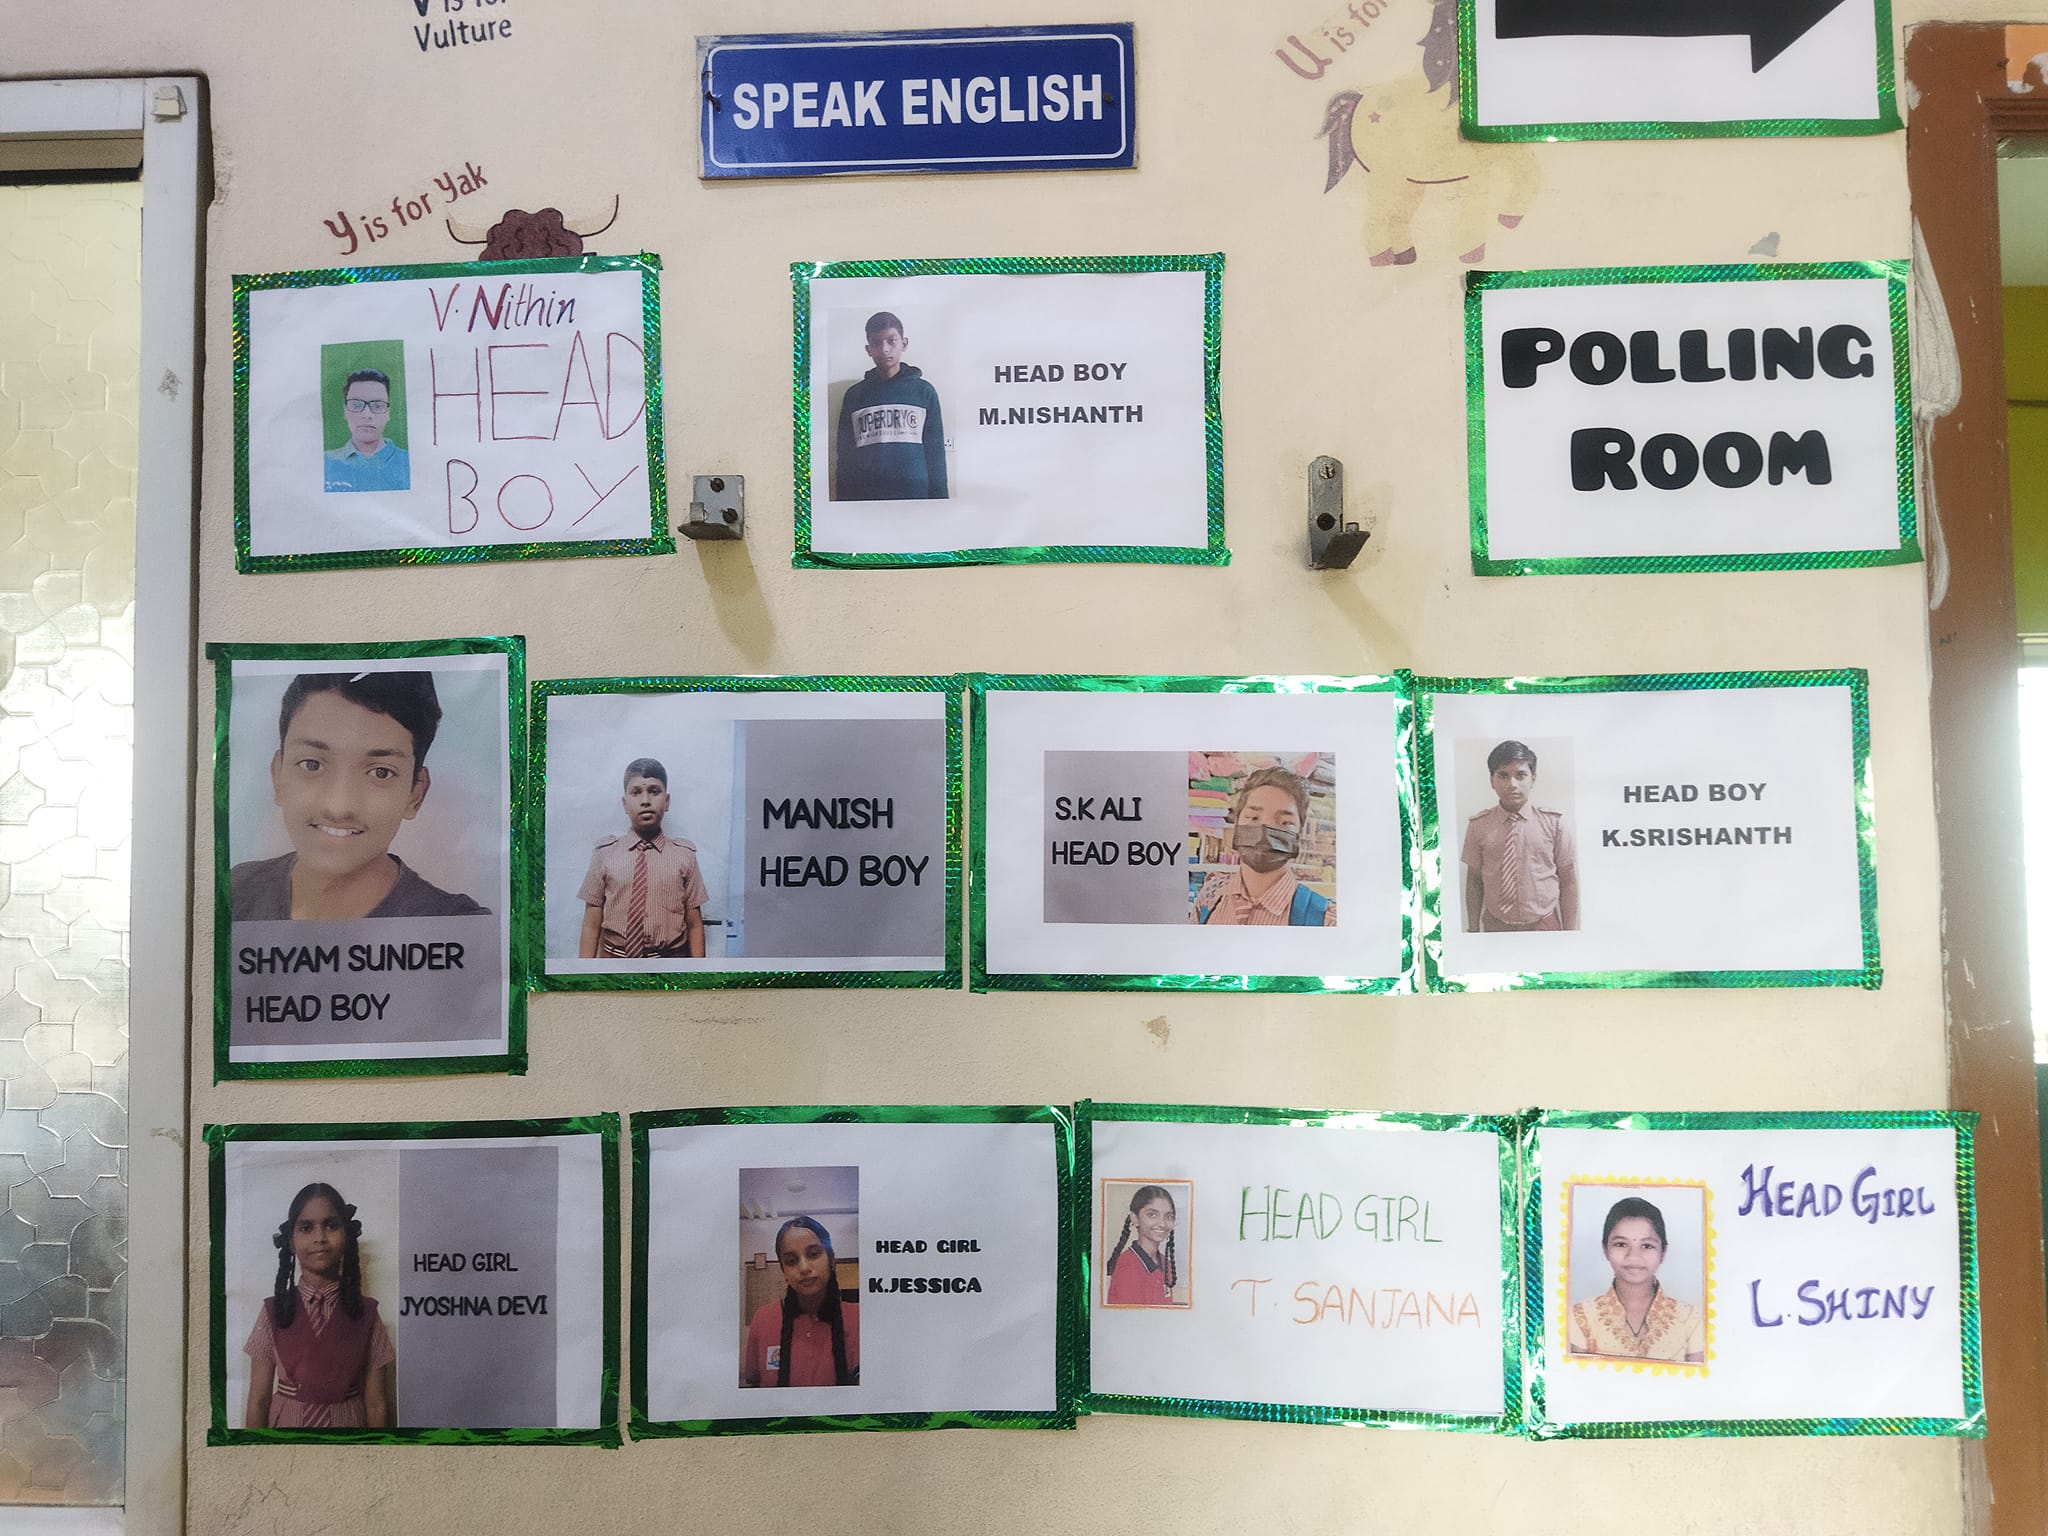 V is for
Vulture
SPEAK ENGLISH
U is for
Y is for Yak
V. Nithin
HEAD
BOY
SUPERDRY®
HEAD BOY
M.NISHANTH
POLLING
ROOM
SHYAM SUNDER
HEAD BOY
MANISH
HEAD BOY
S.K ALI
HEAD BOY
HEAD BOY
K.SRISHANTH
HEAD GIRL
JYOSHNA DEVI
HEAD GIRL
K.JESSICA
HEAD GIRL
T. SANJANA
HEAD GIRL
L. SHINY